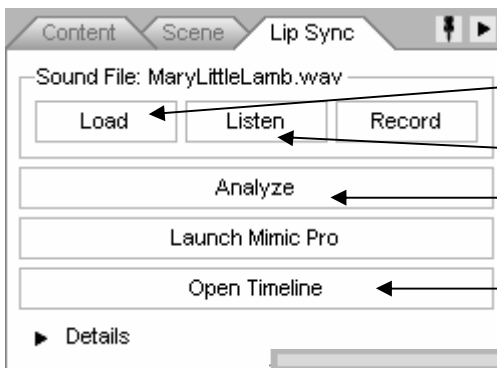 Content Scene Lip Sync
Sound File: MaryLittleLamb.wav
Load Listen Record
Analyze
Launch Mimic Pro
Open Timeline
Details